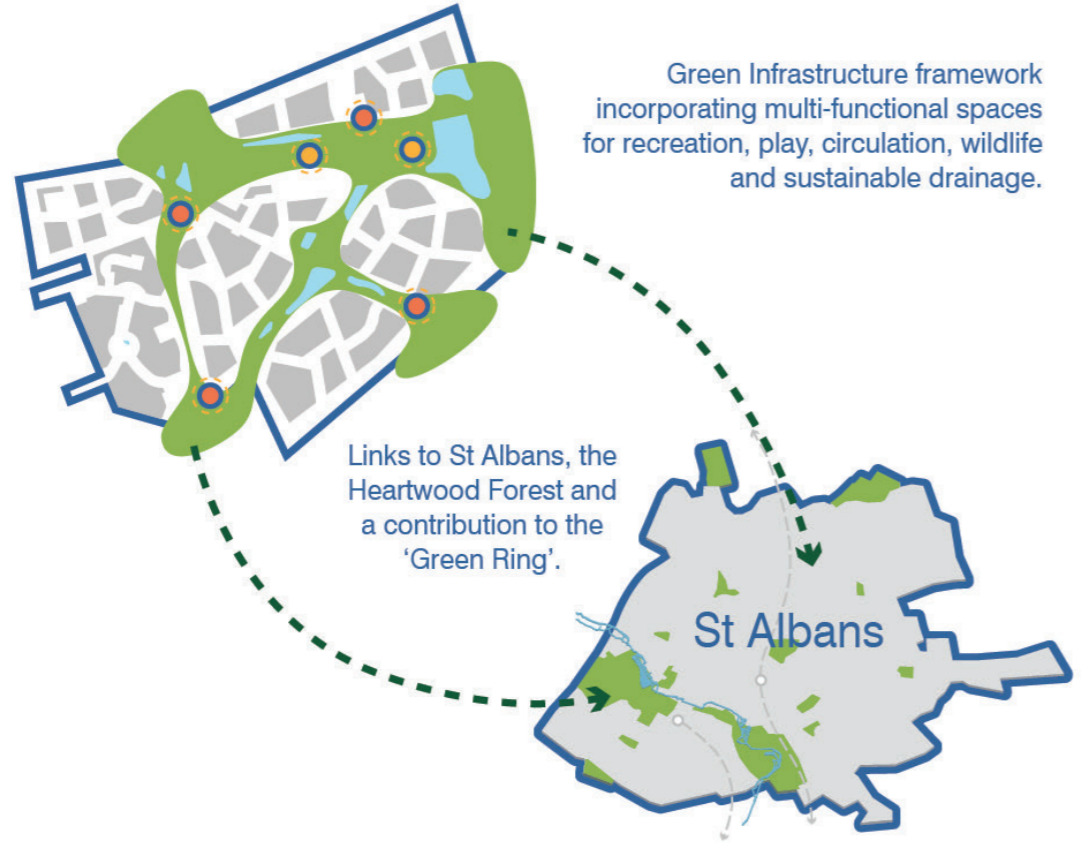 Green Infrastructure framework
incorporating multi-functional spaces
for recreation, play, circulation, wildlife
and sustainable drainage.
Links to St Albans, the
Heartwood Forest and
a contribution to the
‘Green Ring’.
St Albans